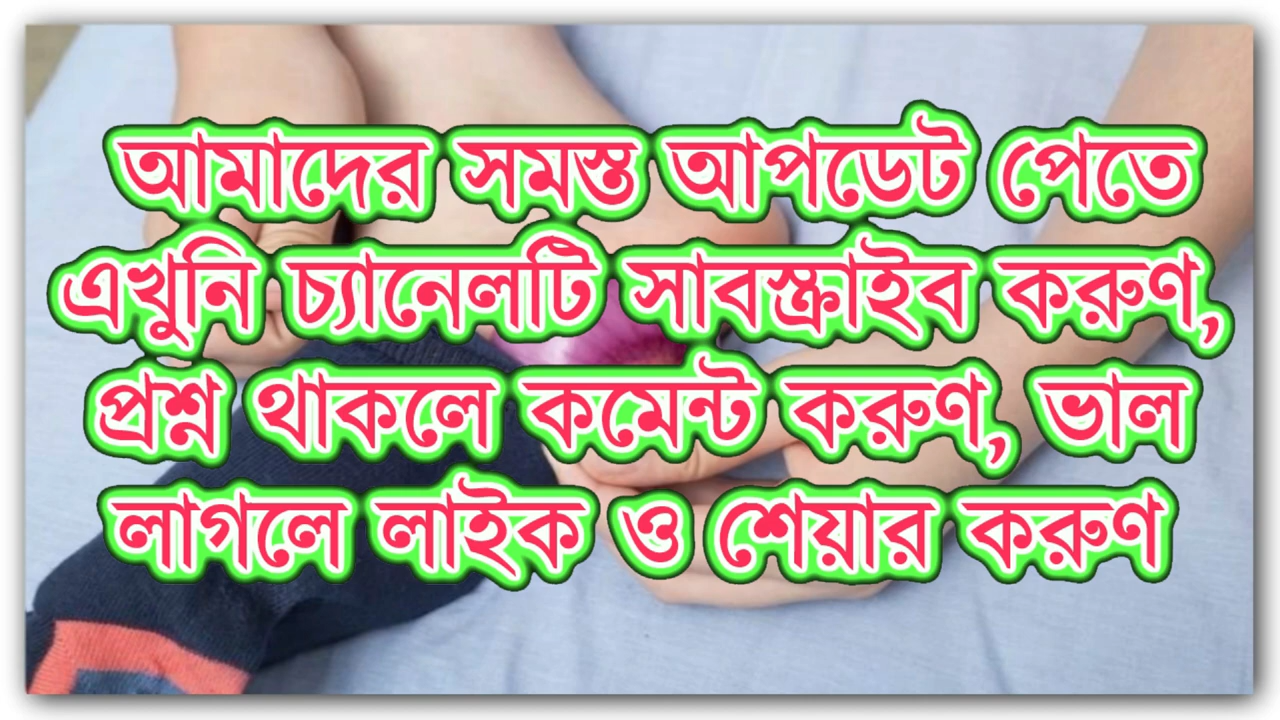 আমাদের সমস্ত আপডেট পেতে
এখুনি চ্যানেলটি সাবস্ক্রাইব করুণ,
প্রশ্ন থাকলে কমেন্ট করুণ, ভাল
লাগলে লাইক ও শেয়ার করুণ